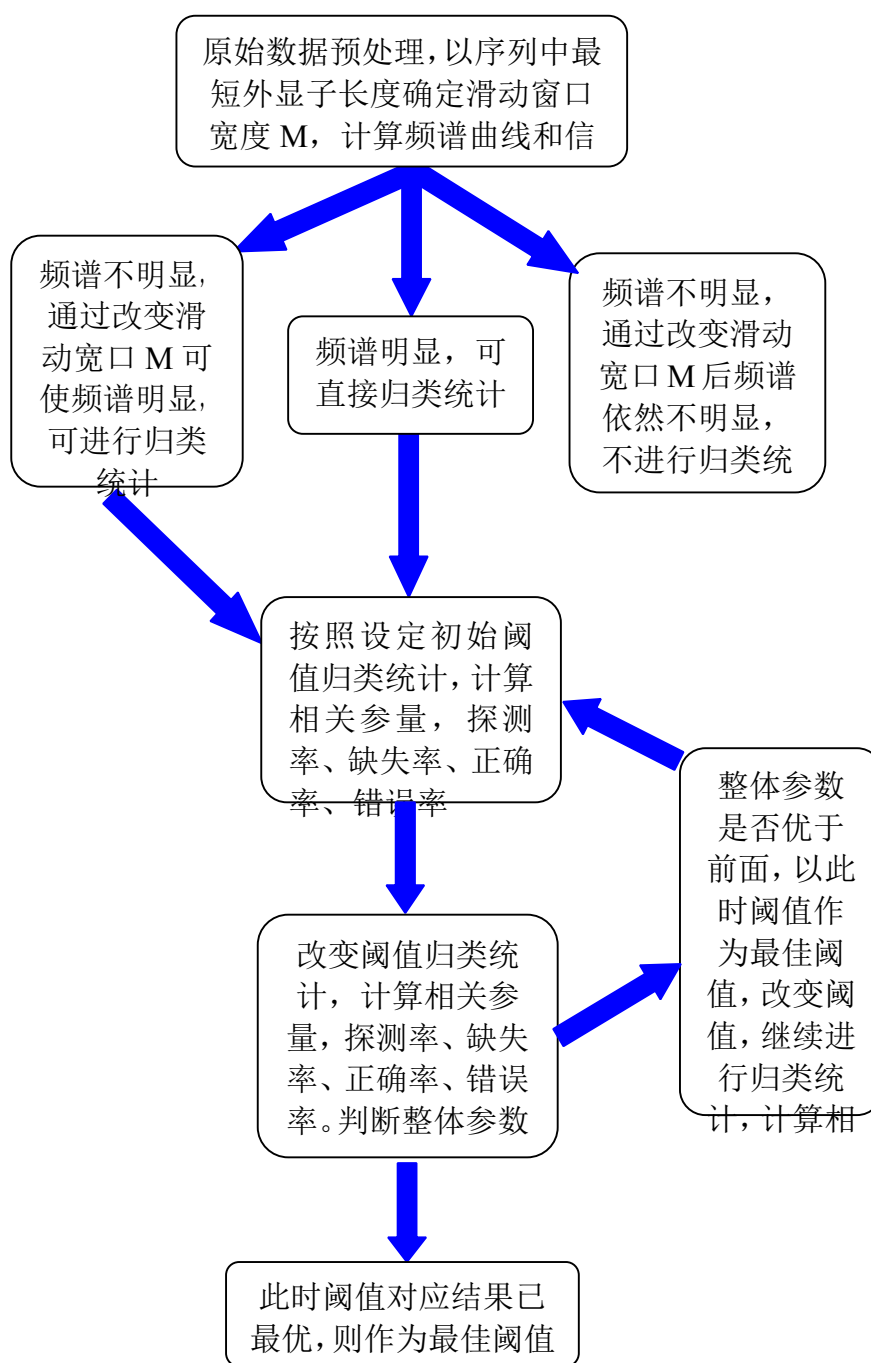 原始数据预处理，以序列中最
短外显子长度确定滑动窗口
宽度 M，计算频谱曲线和信
频谱不明显，
通过改变滑
动宽口 M 可
使频谱明显，
可进行归类
统计
频谱明显，可
直接归类统计
频谱不明显，
通过改变滑动
宽口 M 后频谱
依然不明显，
不进行归类统
按照设定初始阈
值归类统计，计算
相关参量，探测
率、缺失率、正确
率、错误率
整体参数
是否优于
前面，以此
时阈值作
为最佳阈
值，改变阈
值，继续进
行归类统
计，计算相
改变阈值归类统
计，计算相关参
量，探测率、缺失
率、正确率、错误
率。判断整体参数
此时阈值对应结果已
最优，则作为最佳阈值